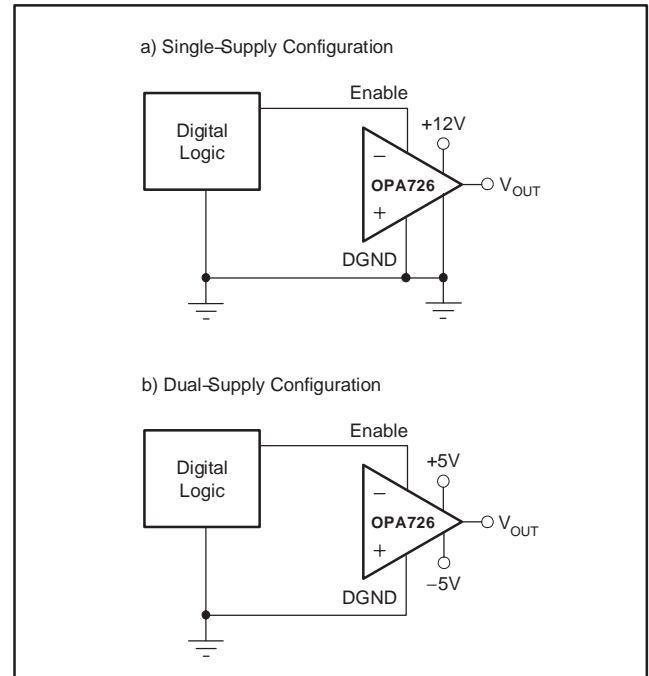 a) Single–Supply Configuration
Enable
Digital
Logic
+12V
−
OPA726
VOUT
+
DGND
b) Dual–Supply Configuration
Enable
Digital
Logic
+5V
−
OPA726
VOUT
+
−5V
DGND